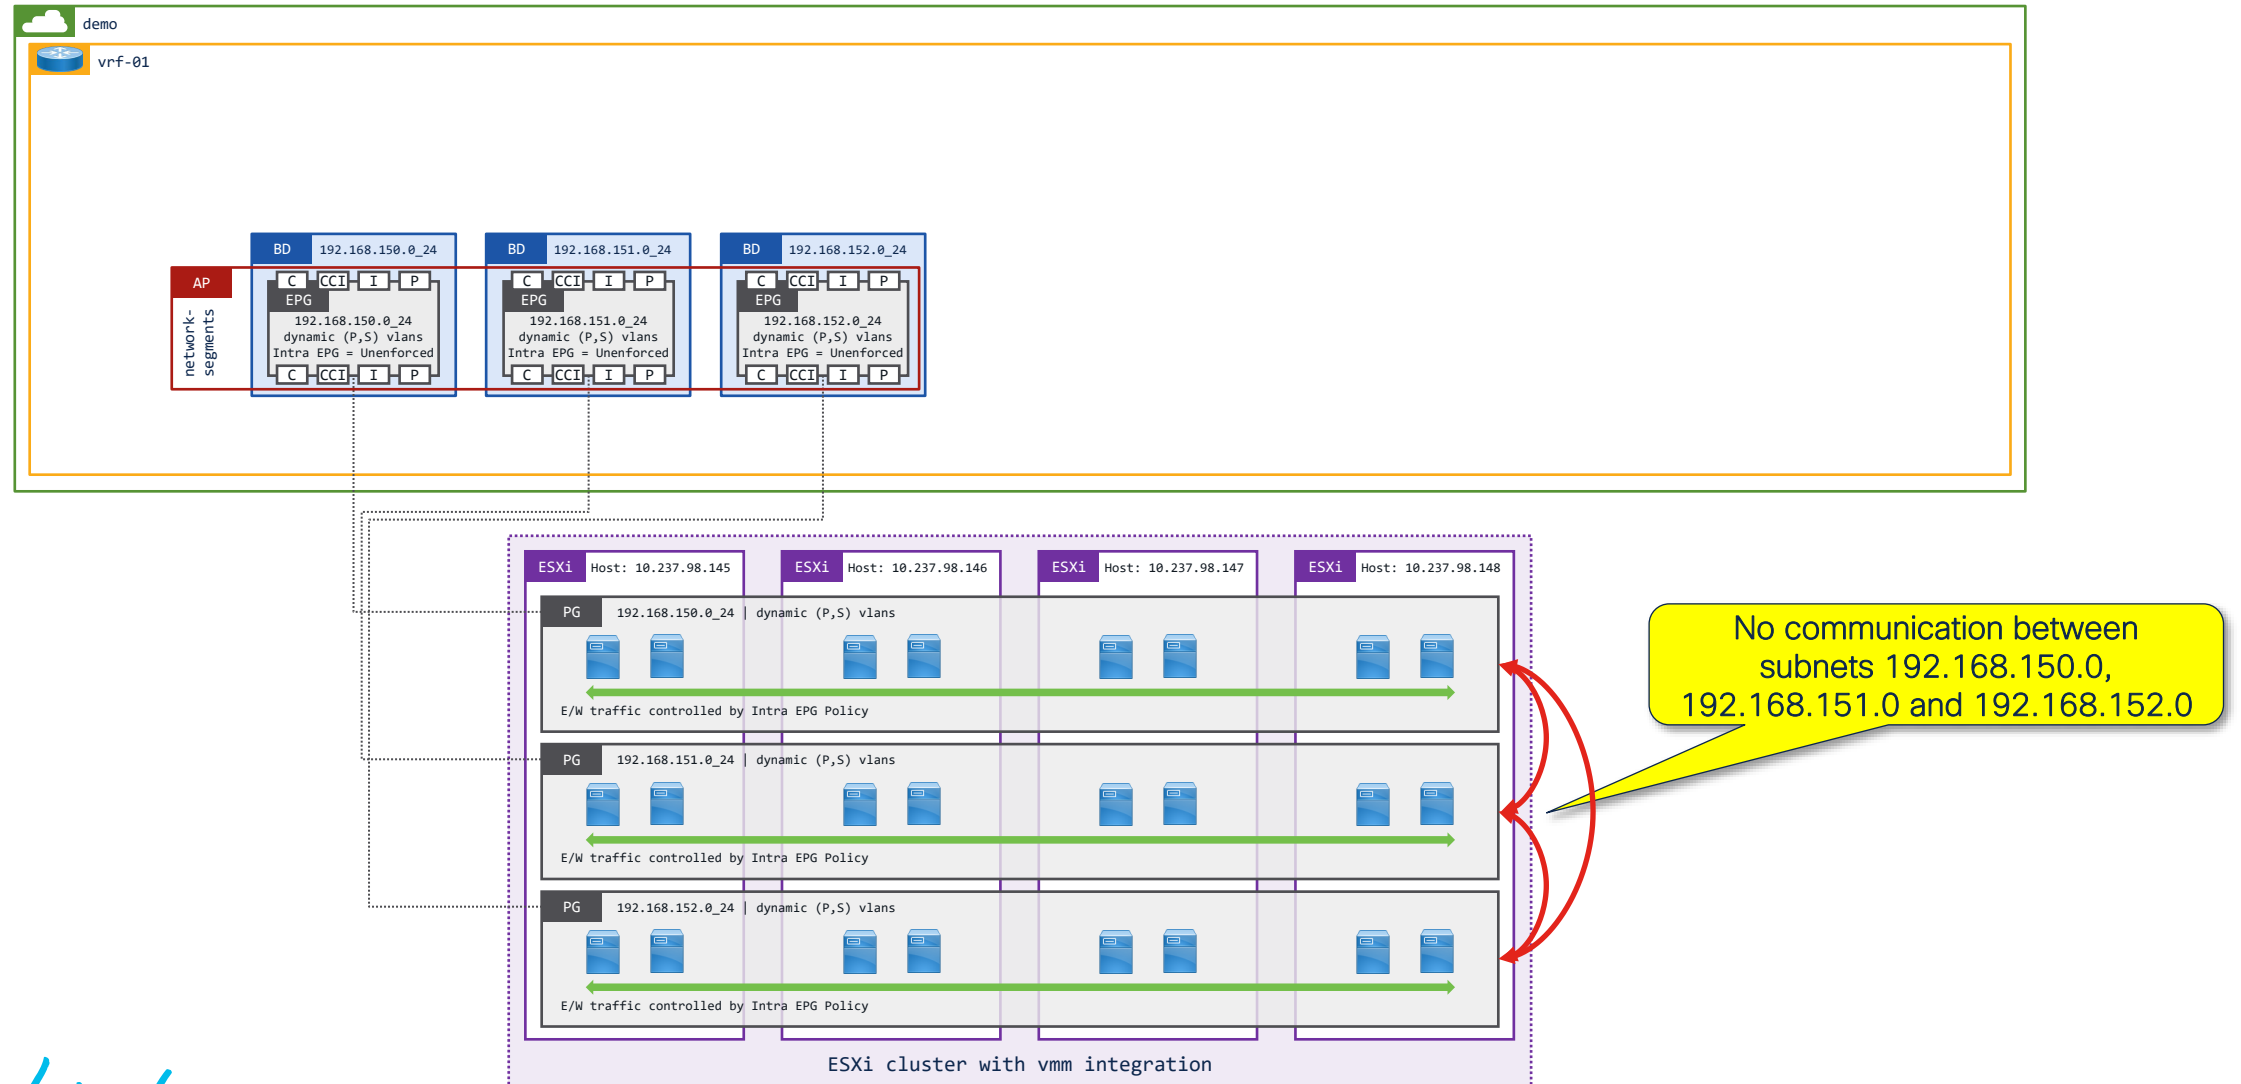 demo
vrf-01
BD 192.168.150.0_24
BD 192.168.151.0_24
BD 192.168.152.0_24
AP
network-
segments
C CCI I P
EPG
192.168.150.0_24
dynamic (P,S) vlans
Intra EPG = Unenforced
C CCI I P
C CCI I P
EPG
192.168.151.0_24
dynamic (P,S) vlans
Intra EPG = Unenforced
C CCI I P
C CCI I P
EPG
192.168.152.0_24
dynamic (P,S) vlans
Intra EPG = Unenforced
C CCI I P
ESXi Host: 10.237.98.145
ESXi Host: 10.237.98.146
ESXi Host: 10.237.98.147
ESXi Host: 10.237.98.148
PG 192.168.150.0_24 | dynamic (P,S) vlans
E/W traffic controlled by Intra EPG Policy
PG 192.168.151.0_24 | dynamic (P,S) vlans
E/W traffic controlled by Intra EPG Policy
PG 192.168.152.0_24 | dynamic (P,S) vlans
E/W traffic controlled by Intra EPG Policy
ESXi cluster with vmm integration
No communication between
subnets 192.168.150.0,
192.168.151.0 and 192.168.152.0